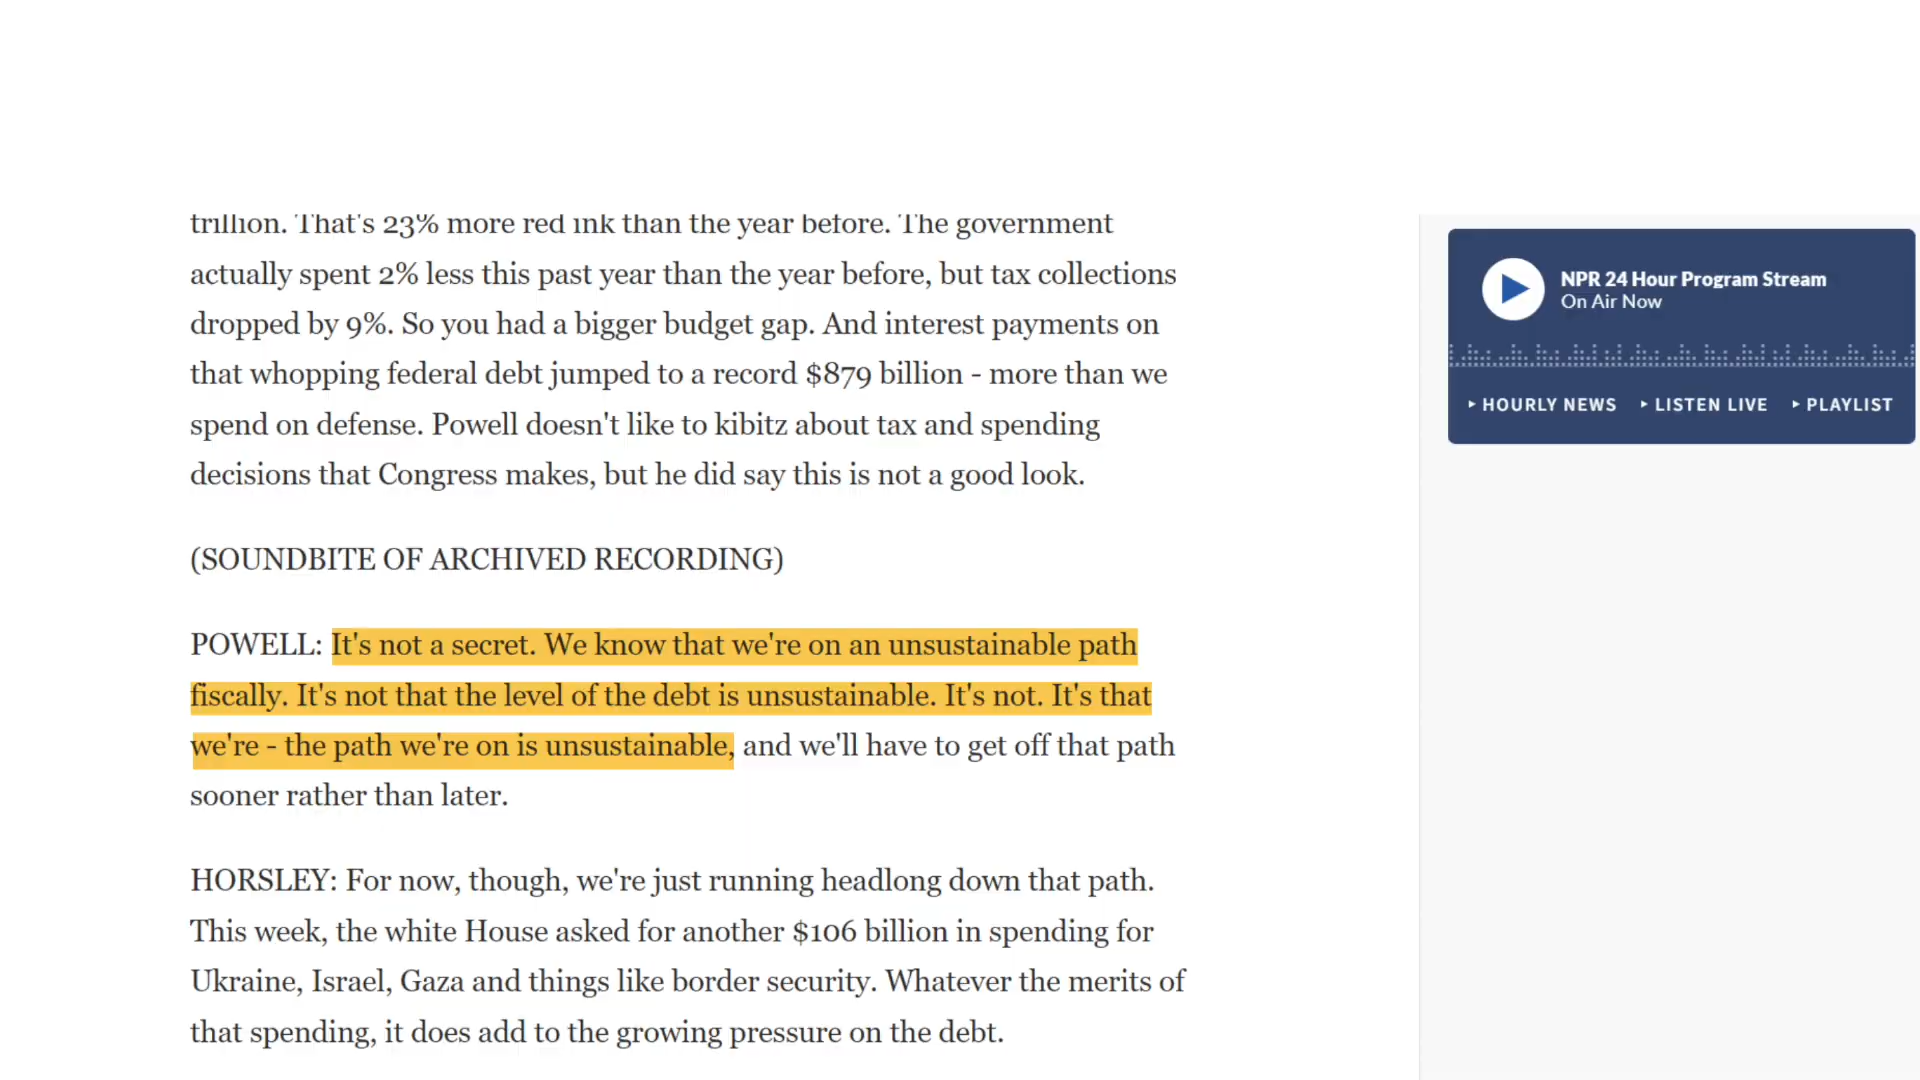 trillion. That's 23% more red ink than the year before. The government
actually spent 2% less this past year than the year before, but tax collections
dropped by 9%. So you had a bigger budget gap. And interest payments on
that whopping federal debt jumped to a record $879 billion - more than we
spend on defense. Powell doesn't like to kibitz about tax and spending
decisions that Congress makes, but he did say this is not a good look.
(SOUNDBITE OF ARCHIVED RECORDING)
POWELL: It's not a secret. We know that we're on an unsustainable path
fiscally. It's not that the level of the debt is unsustainable. It's not. It's that
we're - the path we're on is unsustainable, and we'll have to get off that path
sooner rather than later.
HORSLEY: For now, though, we're just running headlong down that path.
This week, the white House asked for another $106 billion in spending for
Ukraine, Israel, Gaza and things like border security. Whatever the merits of
that spending, it does add to the growing pressure on the debt.
NPR 24 Hour Program Stream
On Air Now
HOURLY NEWS LISTEN LIVE PLAYLIST